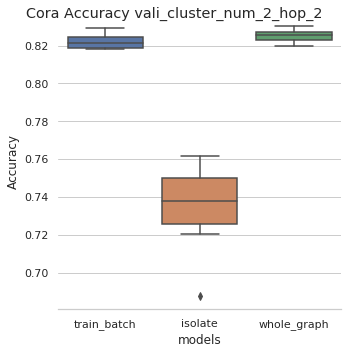 Cora Accuracy vali_cluster_num_2_hop_2
0.82
0.80
0.78
0.76
0.74
0.72
0.70
Accuracy
train_batch
isolate
whole_graph
models